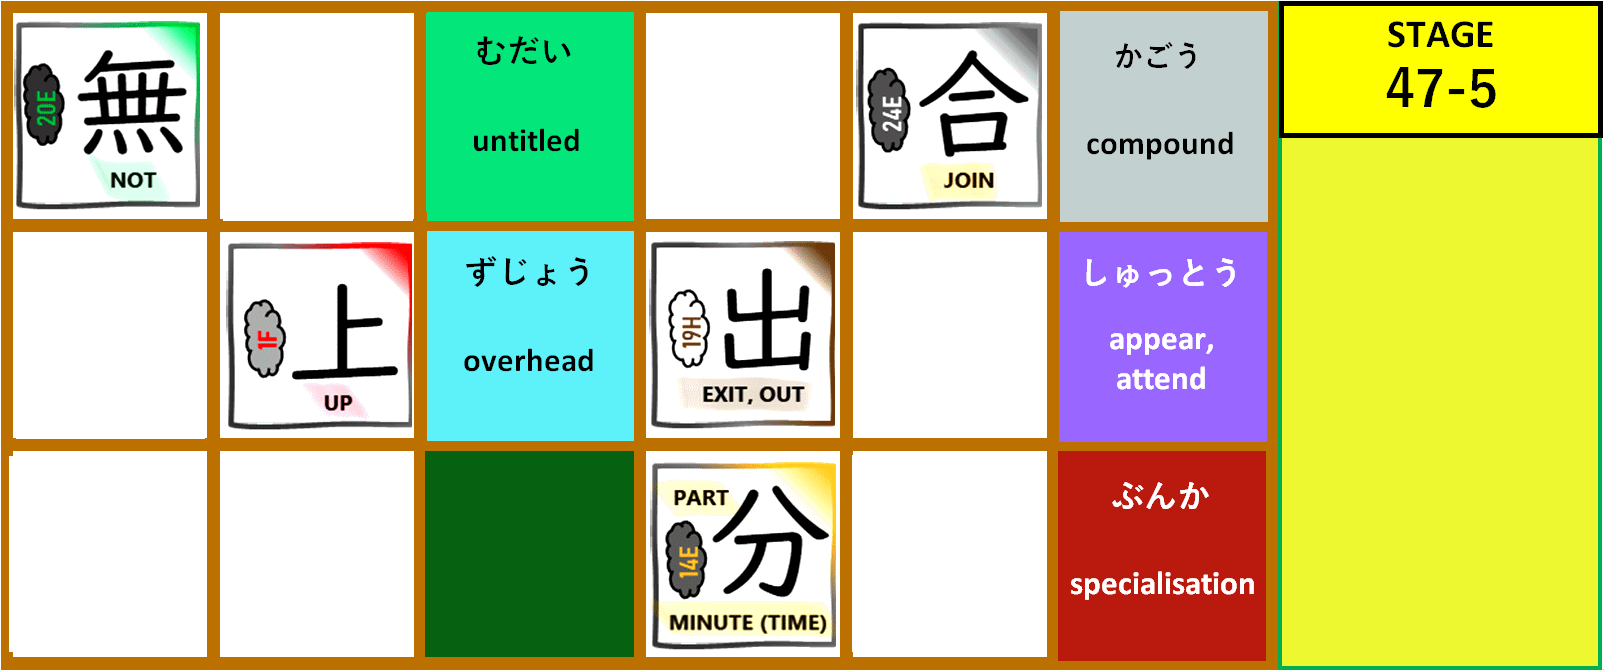 20E
無
NOT
むだい
untitled
24E
合
JOIN
かごう
compound
STAGE
47-5
1F
上
UP
ずじょう
overhead
19H
出
EXIT, OUT
しゅっとう
appear,
attend
PART
14E
分
MINUTE (TIME)
ぶんか
specialisation